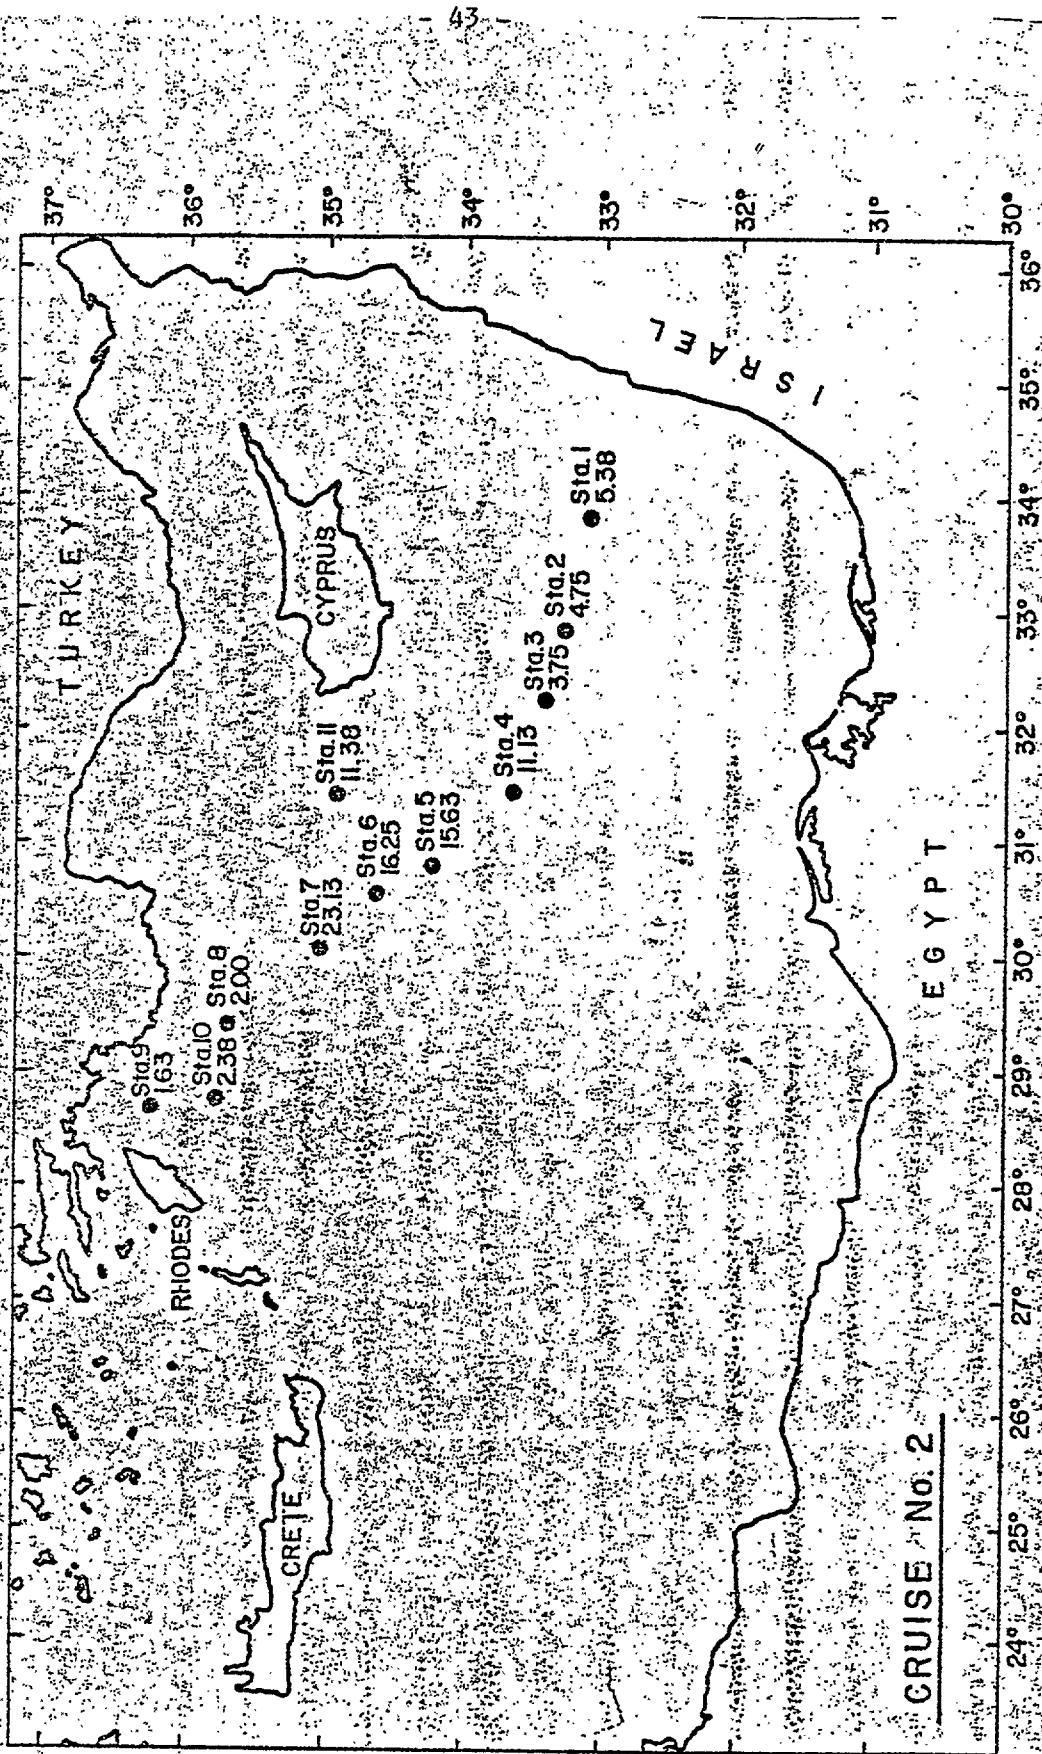 43
TURKEY
CYPRUS
RHODES
CRETE
ISRAEL
EGYPT
Sta.9
1.63
Sta.10
2.38
Sta.8
2.00
Sta.7
23.13
Sta.11
11.38
Sta.6
16.25
Sta.5
15.63
Sta.4
11.13
Sta.3
3.75
Sta.2
4.75
Sta.1
5.38
37°
36°
35°
34°
33°
32°
31°
30°
24° 25° 26° 27° 28° 29° 30° 31° 32° 33° 34° 35° 36°
CRUISE No. 2